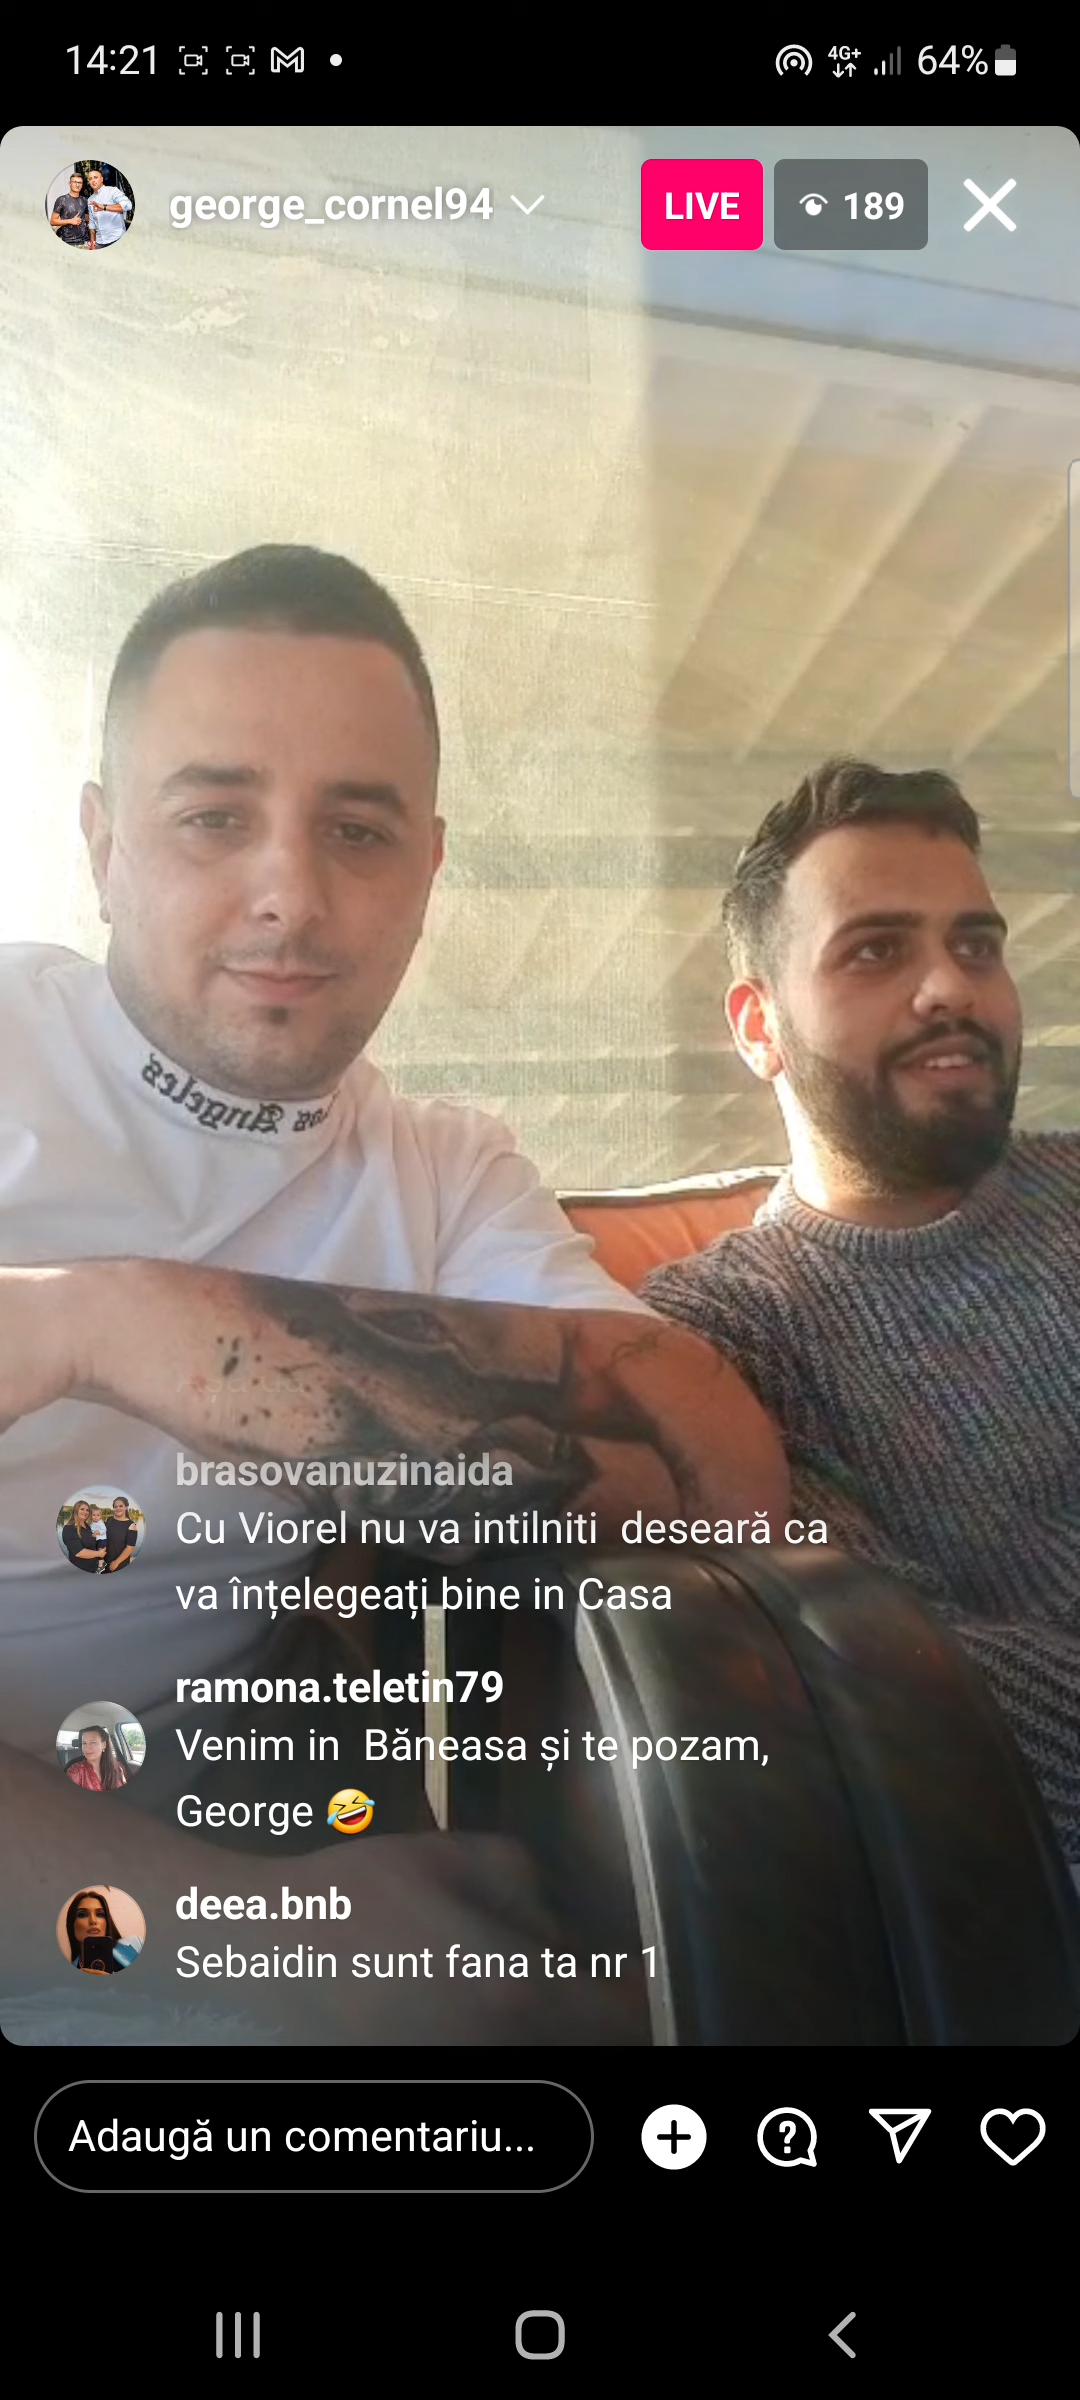 14:21
4G+
64%
george_cornel94
LIVE
189
Los Angeles
brasovanuzinaida
Cu Viorel nu va intilniti  deseară ca
va înțelegeați bine in Casa
ramona.teletin79
Venim in  Băneasa și te pozam,
George 🤣
deea.bnb
Sebaidin sunt fana ta nr 1
Adaugă un comentariu...